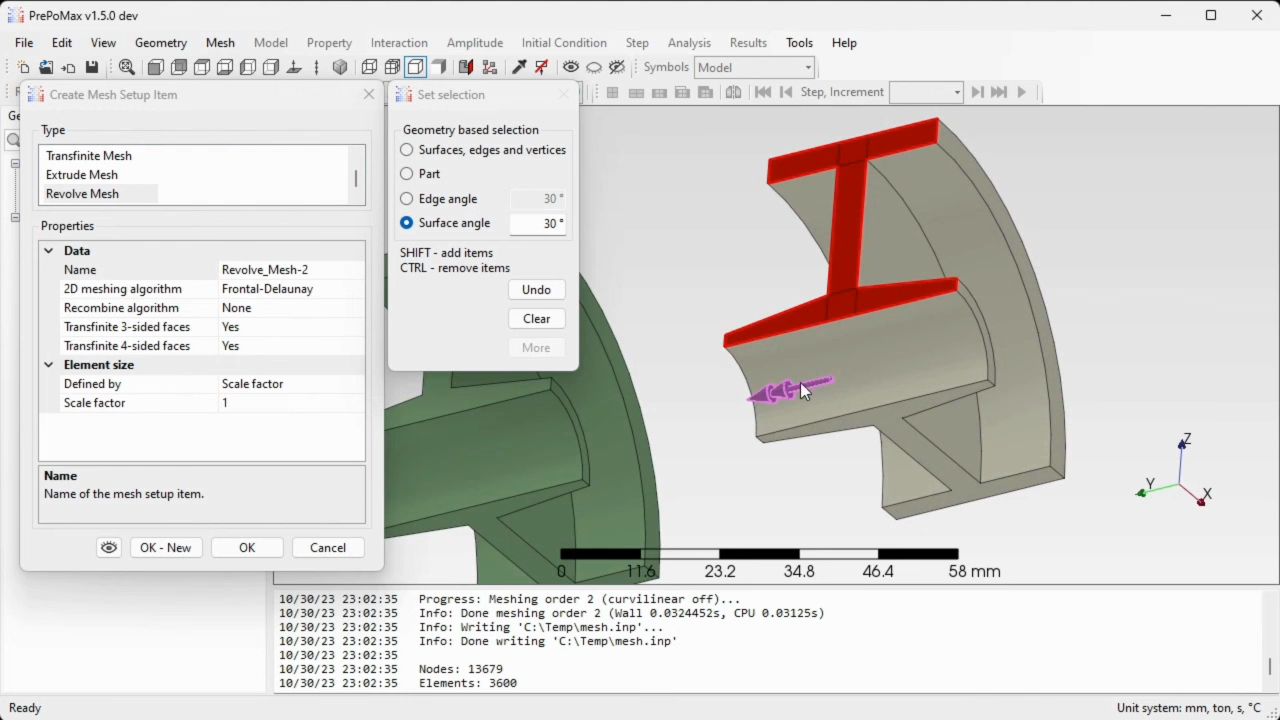 PrePoMax v1.5.0 dev
File Edit View Geometry Mesh Model Property Interaction Amplitude Initial Condition Step Analysis Results Tools Help
Symbols Model
Step, Increment
Create Mesh Setup Item
Type
Transfinite Mesh
Extrude Mesh
Revolve Mesh
Properties
Data
Name Revolve_Mesh-2
2D meshing algorithm Frontal-Delaunay
Recombine algorithm None
Transfinite 3-sided faces Yes
Transfinite 4-sided faces Yes
Element size
Defined by Scale factor
Scale factor 1
Name
Name of the mesh setup item.
OK - New OK Cancel
Set selection
Geometry based selection
Surfaces, edges and vertices
Part
Edge angle 30 °
Surface angle 30 °
SHIFT - add items
CTRL - remove items
Undo
Clear
More
Z
Y
X
0 11.6 23.2 34.8 46.4 58 mm
10/30/23 23:02:35 Progress: Meshing order 2 (curvilinear off)...
10/30/23 23:02:35 Info: Done meshing order 2 (Wall 0.0324452s, CPU 0.03125s)
10/30/23 23:02:35 Info: Writing 'C:\Temp\mesh.inp'...
10/30/23 23:02:35 Info: Done writing 'C:\Temp\mesh.inp'
10/30/23 23:02:35
10/30/23 23:02:35 Nodes: 13679
10/30/23 23:02:35 Elements: 3600
Ready
Unit system: mm, ton, s, °C